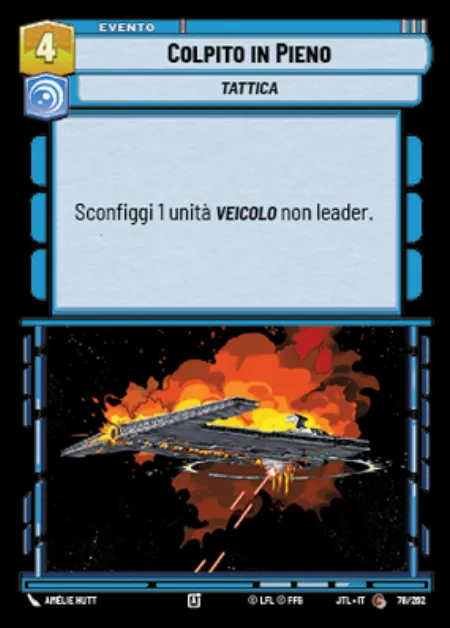 EVENTO
4
COLPITO IN PIENO
TATTICA
Sconfiggi 1 unità VEICOLO non leader.
AMÉLIE HUTT
A
© LFL © FFG
JTL • IT
78/262